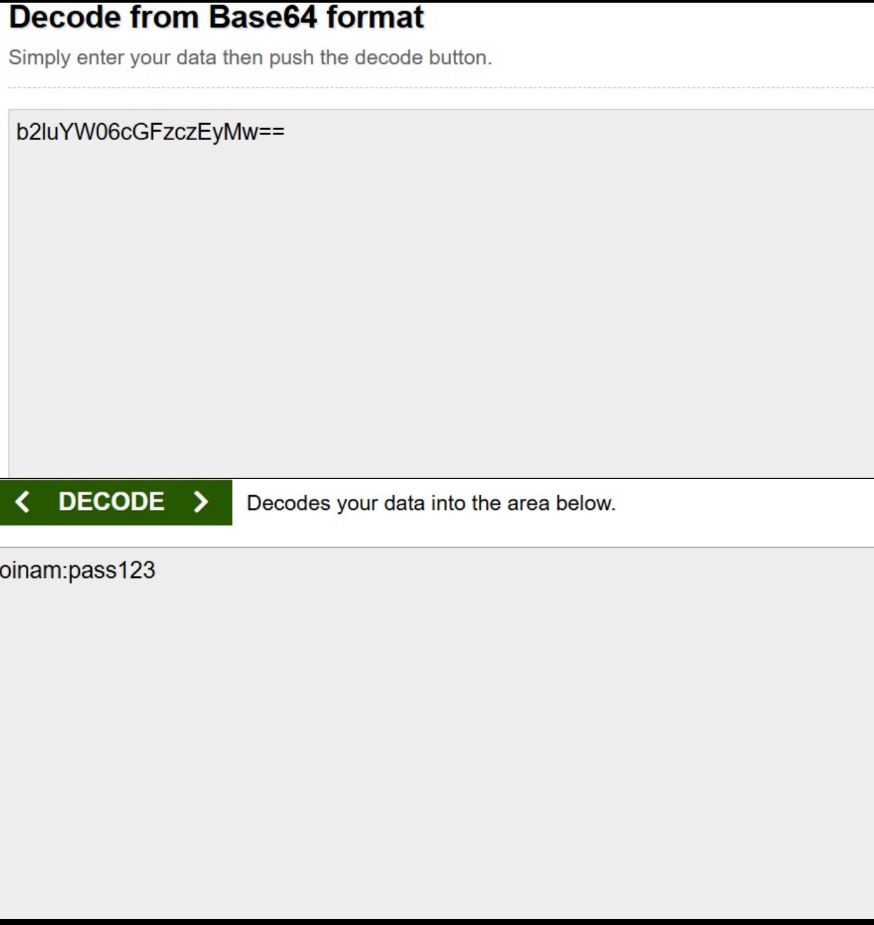 Decode from Base64 format
Simply enter your data then push the decode button.
b2luYW06cGFzczEyMw==
DECODE Decodes your data into the area below.
oinam:pass123